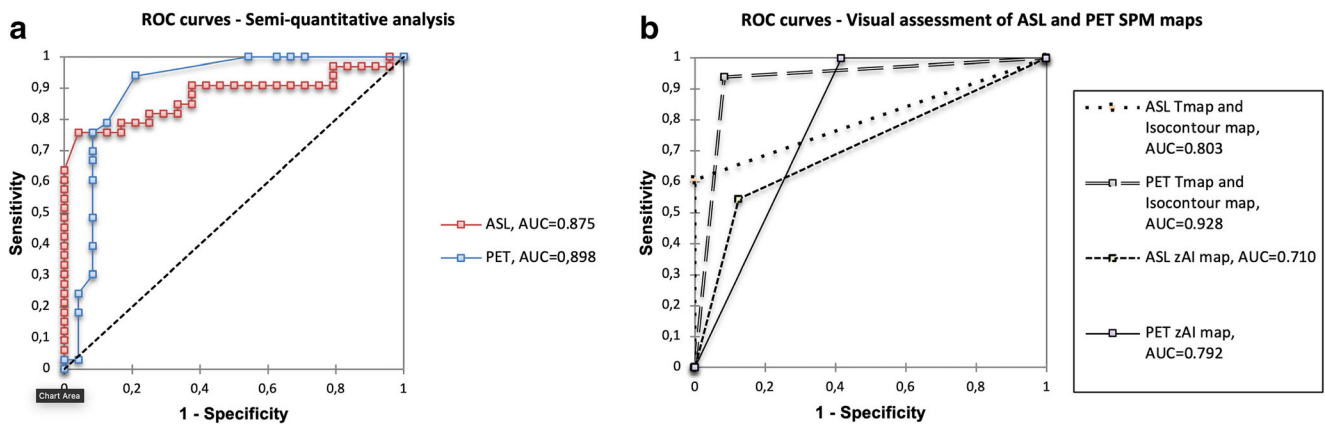 a
ROC curves - Semi-quantitative analysis
Sensitivity
1
0,9
0,8
0,7
0,6
0,5
0,4
0,3
0,2
0,1
0
0
0,2
0,4
0,6
0,8
1
Chart Area
1 - Specificity
ASL, AUC=0.875
PET, AUC=0,898
b
ROC curves - Visual assessment of ASL and PET SPM maps
Sensitivity
1
0,9
0,8
0,7
0,6
0,5
0,4
0,3
0,2
0,1
0
0
0,2
0,4
0,6
0,8
1
1 - Specificity
ASL Tmap and
Isocontour map,
AUC=0.803
PET Tmap and
Isocontour map,
AUC=0.928
ASL zAI map, AUC=0.710
PET zAI map,
AUC=0.792